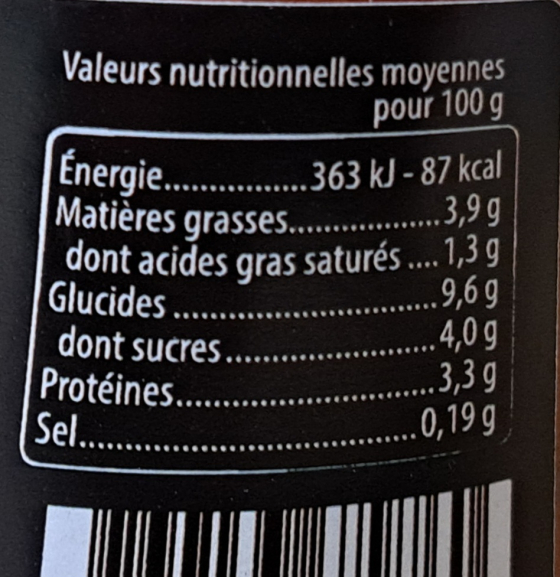 Valeurs nutritionnelles moyennes
pour 100 g
Énergie.................363 kJ - 87 kcal
Matières grasses..................3,9 g
dont acides gras saturés ....1,3 g
Glucides ..............................9,6 g
dont sucres........................4,0 g
Protéines.............................3,3 g
Sel.......................................0,19 g